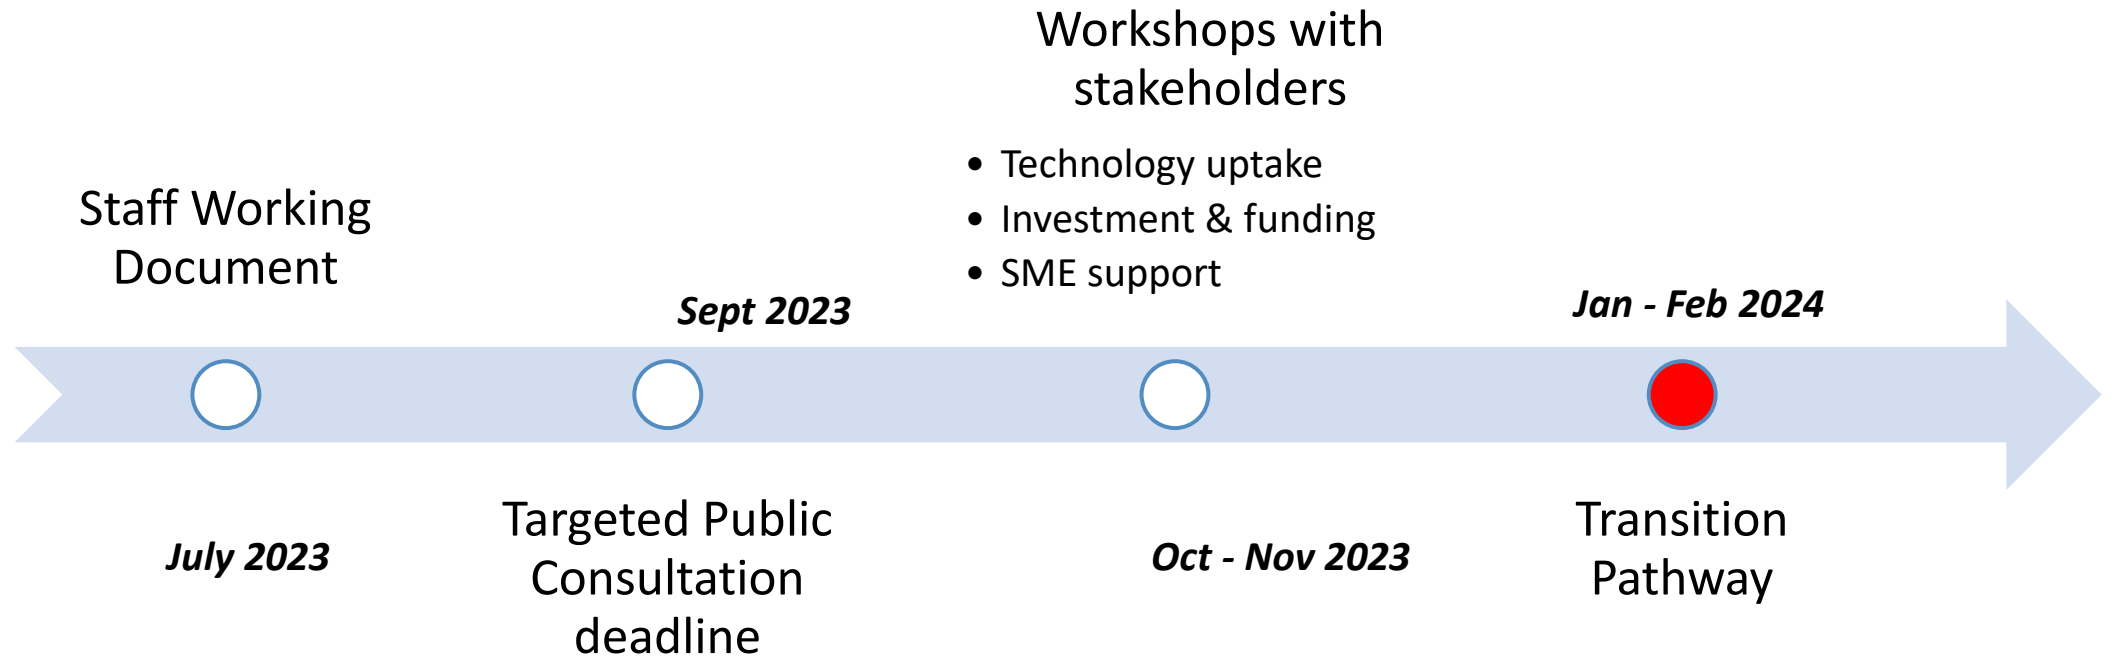 Workshops with
stakeholders
• Technology uptake
• Investment & funding
• SME support
Staff Working
Document
Sept 2023
Jan - Feb 2024
July 2023
Targeted Public
Consultation
deadline
Oct - Nov 2023
Transition
Pathway